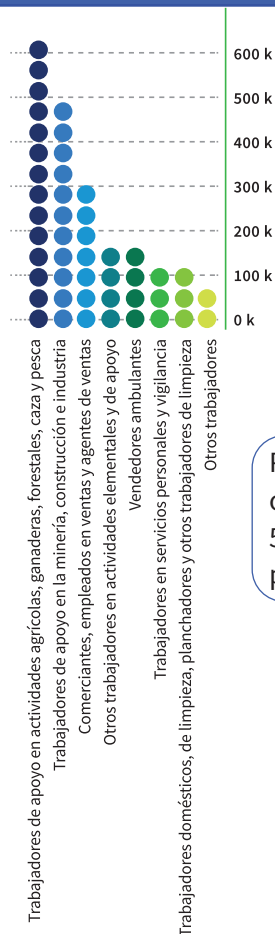 600 k
500 k
400 k
300 k
200 k
100 k
0 k
Trabajadores de apoyo en actividades agrícolas, ganaderas, forestales, caza y pesca
Trabajadores de apoyo en la minería, construcción e industria
Comerciantes, empleados en ventas y agentes de ventas
Otros trabajadores en actividades elementales y de apoyo
Vendedores ambulantes
Trabajadores en servicios personales y vigilancia
Trabajadores domésticos, de limpieza, planchadores y otros trabajadores de limpieza
Otros trabajadores